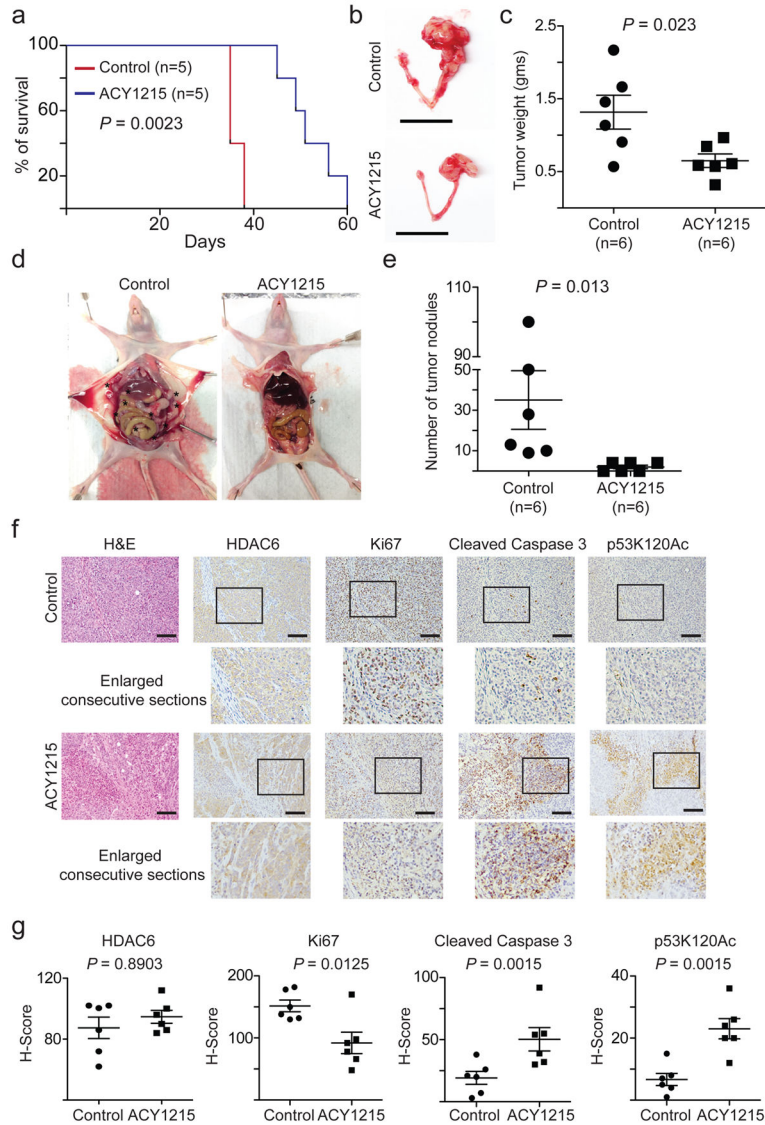 a
% of survival
100
60
20
Control (n=5)
ACY1215 (n=5)
P = 0.0023
20
40
60
Days
b
Control
ACY1215
c
Tumor weight (gms)
2.5
1.5
0.5
P = 0.023
Control
(n=6)
ACY1215
(n=6)
d
Control
ACY1215
e
Number of tumor nodules
110
90
50
30
10
P = 0.013
Control
(n=6)
ACY1215
(n=6)
f
H&E
HDAC6
Ki67
Cleaved Caspase 3
p53K120Ac
Control
Enlarged
consecutive sections
ACY1215
Enlarged
consecutive sections
g
HDAC6
P = 0.8903
H-Score
120
80
Control ACY1215
Ki67
P = 0.0125
H-Score
200
100
0
Control ACY1215
Cleaved Caspase 3
P = 0.0015
H-Score
100
50
0
Control ACY1215
p53K120Ac
P = 0.0015
H-Score
40
20
0
Control ACY1215